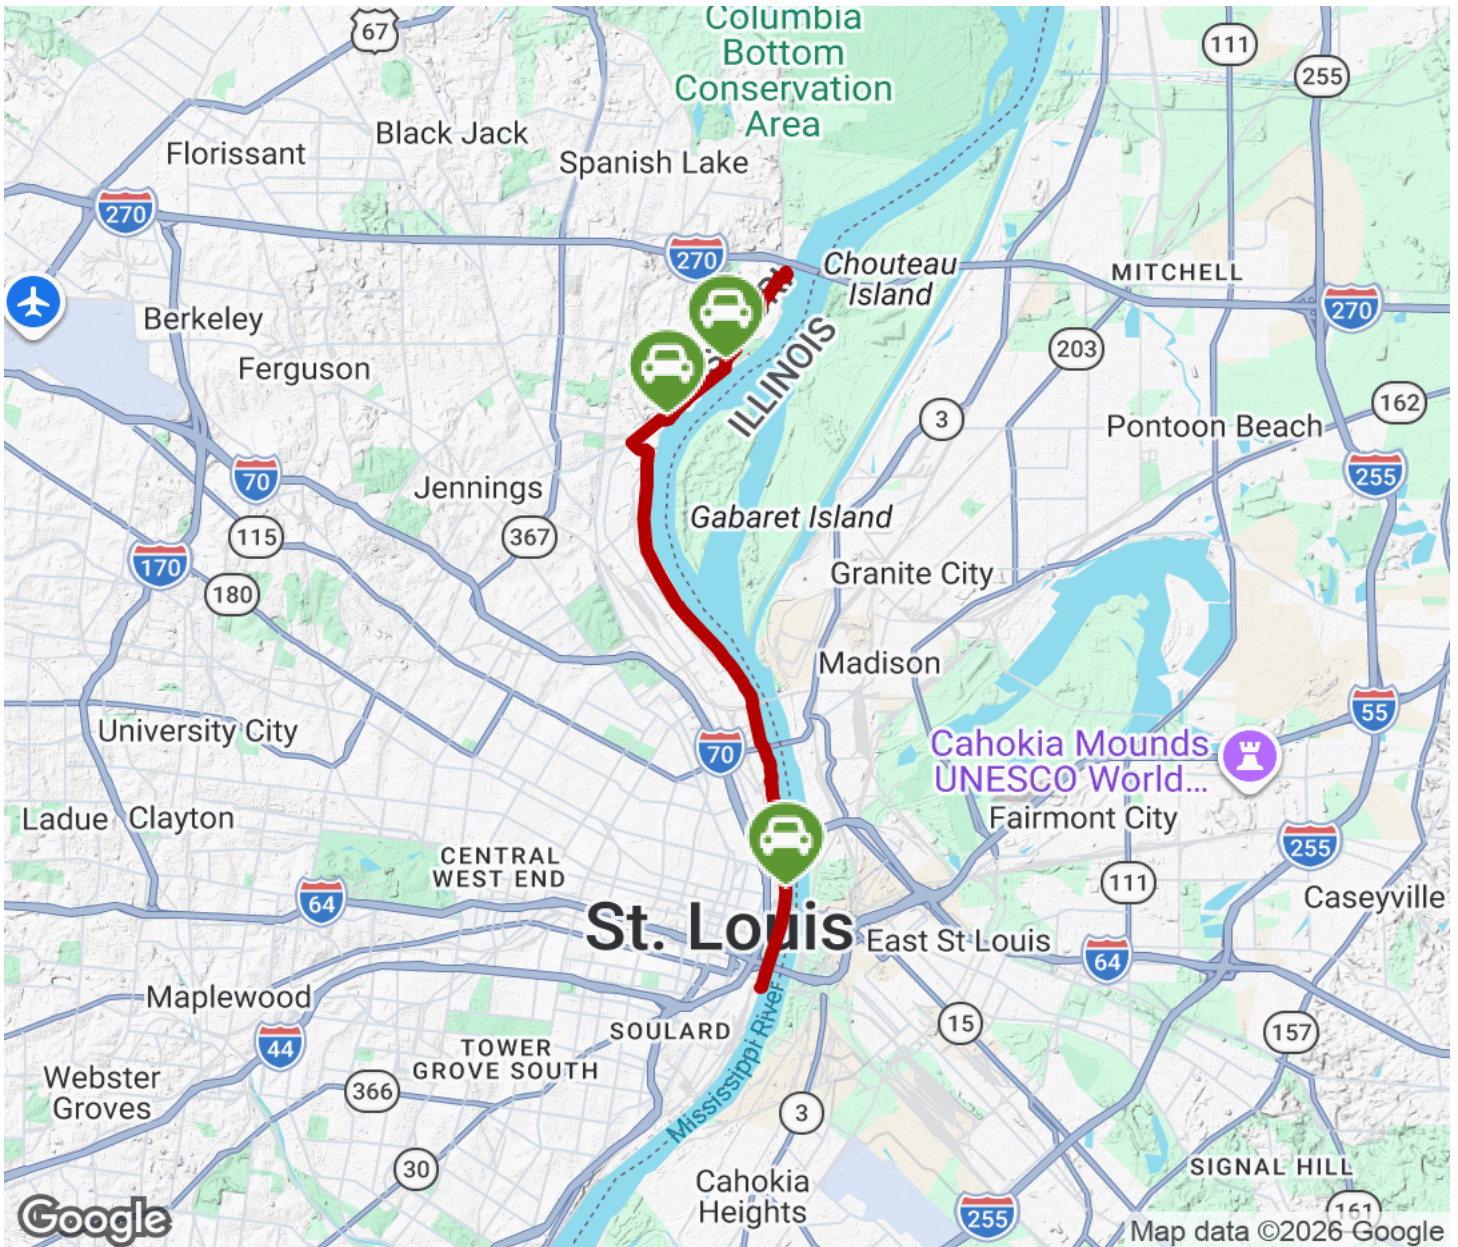 67
Columbia
Bottom
Conservation
Area
111
255
Black Jack
Florissant
Spanish Lake
270
270
Chouteau
Island
MITCHELL
270
Berkeley
ILLINOIS
203
Ferguson
162
3
Pontoon Beach
70
255
Jennings
Gabaret Island
115
367
170
Granite City
180
Madison
55
University City
70
Cahokia Mounds
UNESCO World...
Ladue
Clayton
Fairmont City
255
CENTRAL
WEST END
111
64
Caseyville
St. Louis
East St Louis
64
Maplewood
Mississippi River
15
SOULARD
157
44
TOWER
GROVE SOUTH
Webster
Groves
366
3
30
SIGNAL HILL
Cahokia
Heights
255
161
Google
Map data ©2026 Google